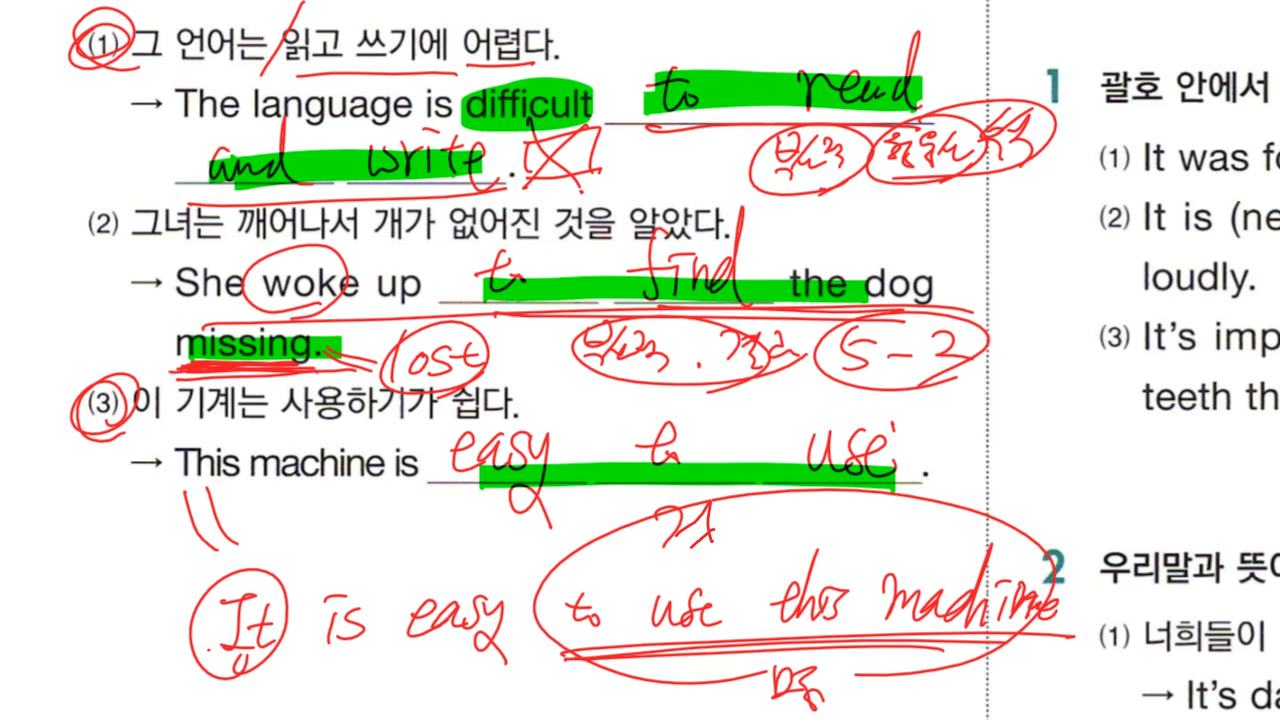 (1) 그 언어는 읽고 쓰기에 어렵다.
→ The language is difficult to read
and write.
부사적 형용사수식
(2) 그녀는 깨어나서 개가 없어진 것을 알았다.
→ She woke up to find the dog
missing.
lost 부사적. 결과 5-2
(3) 이 기계는 사용하기가 쉽다.
→ This machine is easy to use.
It is easy to use this machine
1 괄호 안에서
(1) It was fo
(2) It is (ne
loudly.
(3) It's imp
teeth th
2 우리말과 뜻이
(1) 너희들이
→ It's da